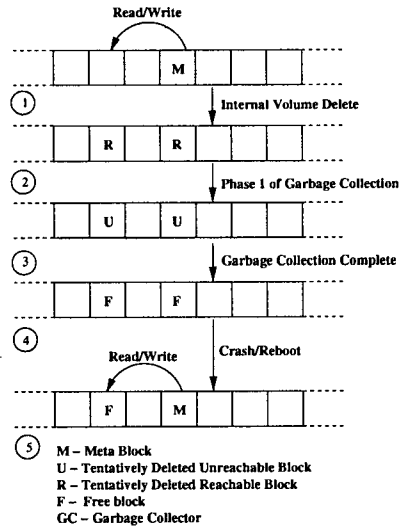 Read/Write
M
1
Internal Volume Delete
R R
2
Phase 1 of Garbage Collection
U U
3
Garbage Collection Complete
F F
4
Crash/Reboot
Read/Write
F M
5
M – Meta Block
U – Tentatively Deleted Unreachable Block
R – Tentatively Deleted Reachable Block
F – Free block
GC – Garbage Collector